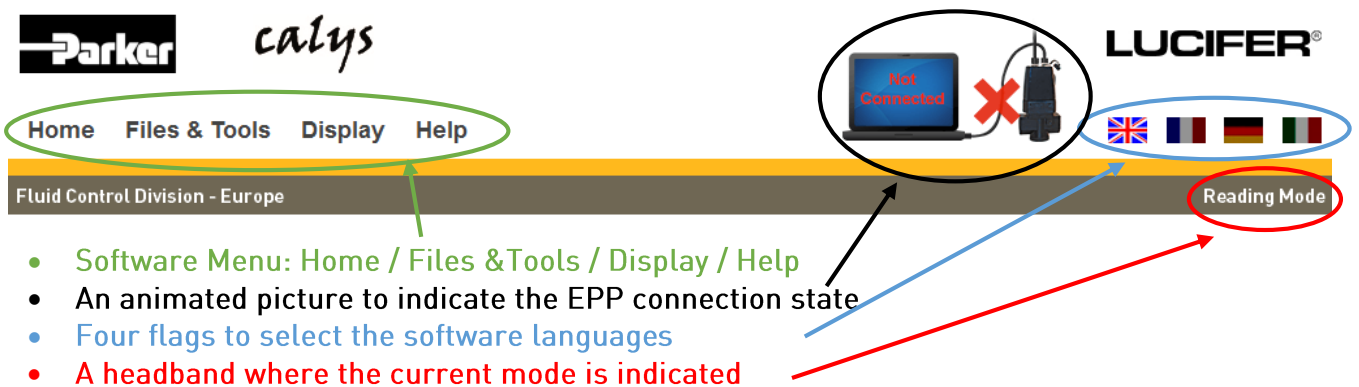 Parker calys LUCIFER®
Not
Connected
Home Files & Tools Display Help
Fluid Control Division - Europe Reading Mode
• Software Menu: Home / Files &Tools / Display / Help
• An animated picture to indicate the EPP connection state
• Four flags to select the software languages
• A headband where the current mode is indicated